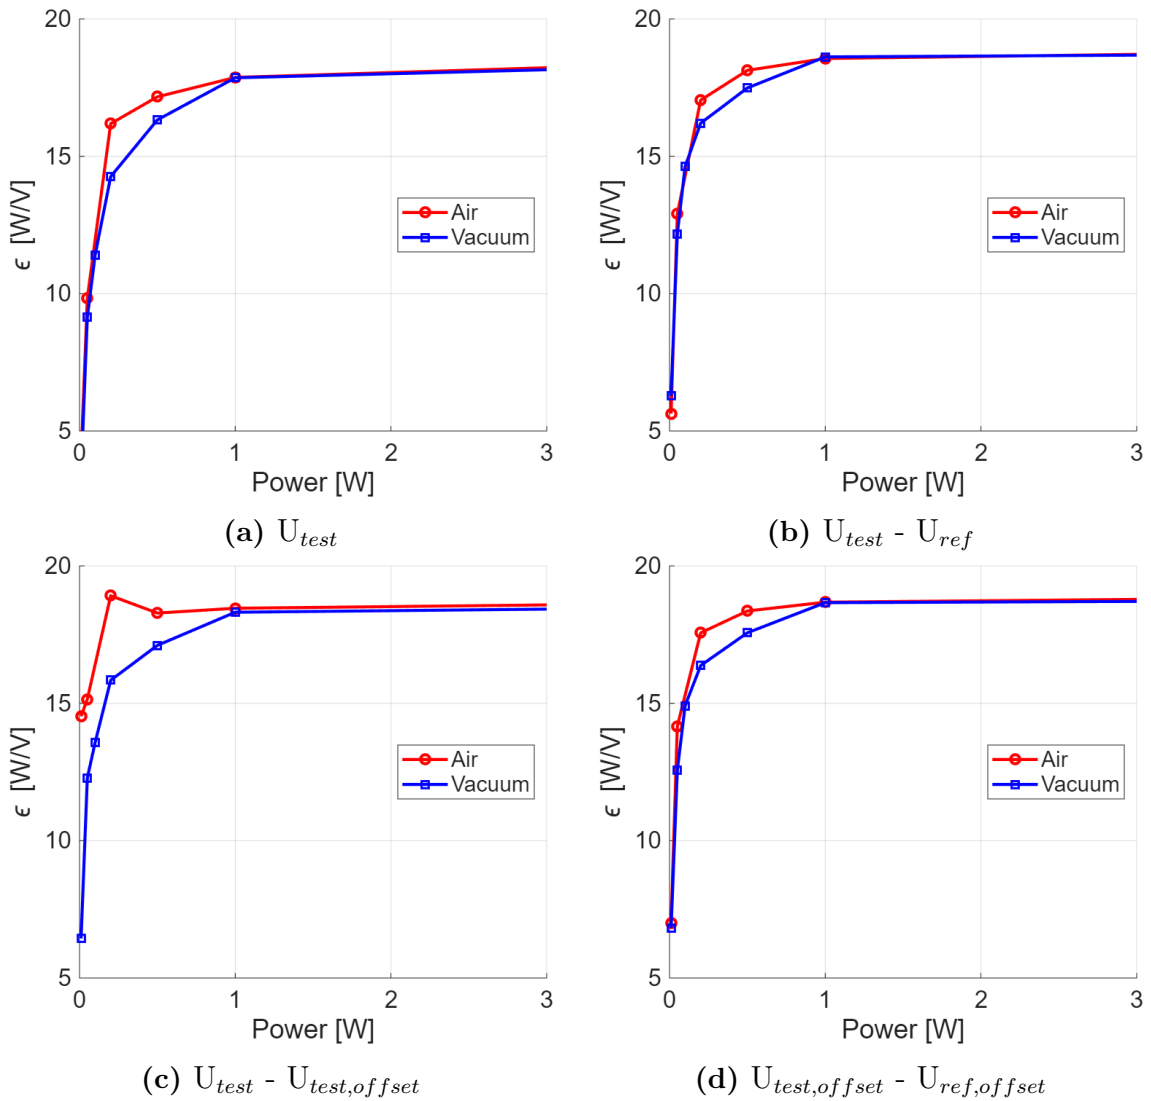 20
15
10
5
0
1
2
3
ϵ [W/V]
Power [W]
Air
Vacuum
(a) U_test
20
15
10
5
0
1
2
3
ϵ [W/V]
Power [W]
Air
Vacuum
(b) U_test - U_ref
20
15
10
5
0
1
2
3
ϵ [W/V]
Power [W]
Air
Vacuum
(c) U_test - U_test,offset
20
15
10
5
0
1
2
3
ϵ [W/V]
Power [W]
Air
Vacuum
(d) U_test,offset - U_ref,offset